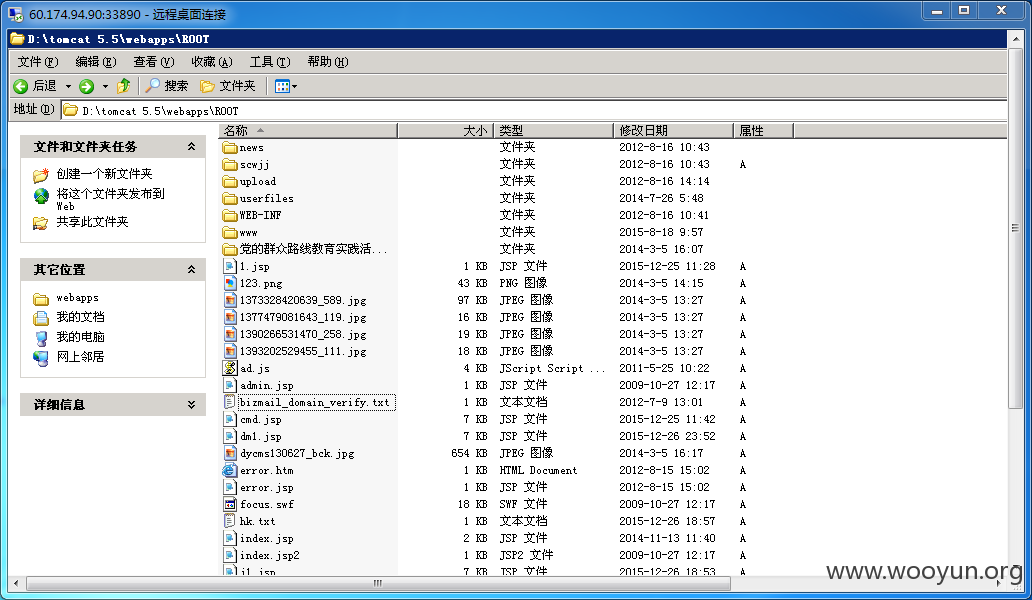 60.174.94.90:33890 - 远程桌面连接
D:\tomcat 5.5\webapps\ROOT
文件(F) 编辑(E) 查看(V) 收藏(A) 工具(T) 帮助(H)
后退 搜索 文件夹
地址(D) D:\tomcat 5.5\webapps\ROOT
文件和文件夹任务
创建一个新文件夹
将这个文件夹发布到
Web
共享此文件夹
其它位置
webapps
我的文档
我的电脑
网上邻居
详细信息
名称 大小 类型 修改日期 属性
news 文件夹 2012-8-16 10:43
scwjj 文件夹 2012-8-16 10:43 A
upload 文件夹 2012-8-16 14:14
userfiles 文件夹 2014-7-26 5:48
WEB-INF 文件夹 2012-8-16 10:41
www 文件夹 2015-8-18 9:57
党的群众路线教育实践活... 文件夹 2014-3-5 16:07
1.jsp 1 KB JSP 文件 2015-12-25 11:28 A
123.png 43 KB PNG 图像 2014-3-5 14:15 A
1373328420639_589.jpg 97 KB JPEG 图像 2014-3-5 13:27 A
1377479081643_119.jpg 16 KB JPEG 图像 2014-3-5 13:27 A
1390266531470_258.jpg 19 KB JPEG 图像 2014-3-5 13:27 A
1393202529455_111.jpg 18 KB JPEG 图像 2014-3-5 13:27 A
ad.js 4 KB JScript Script ... 2011-5-25 10:22 A
admin.jsp 1 KB JSP 文件 2009-10-27 12:17 A
bizmail_domain_verify.txt 1 KB 文本文档 2012-7-9 13:01 A
cmd.jsp 7 KB JSP 文件 2015-12-25 11:42 A
dm1.jsp 7 KB JSP 文件 2015-12-26 23:52 A
dycms130627_bck.jpg 654 KB JPEG 图像 2014-3-5 16:17 A
error.htm 1 KB HTML Document 2012-8-15 15:02 A
error.jsp 1 KB JSP 文件 2012-8-15 15:02 A
focus.swf 18 KB SWF 文件 2009-10-27 12:17 A
hk.txt 1 KB 文本文档 2015-12-26 18:57 A
index.jsp 2 KB JSP 文件 2014-11-13 11:40 A
index.jsp2 1 KB JSP2 文件 2009-10-27 12:17 A
7 KB JSP 文件 2015-12-26 18:53 A
www.wooyun.org